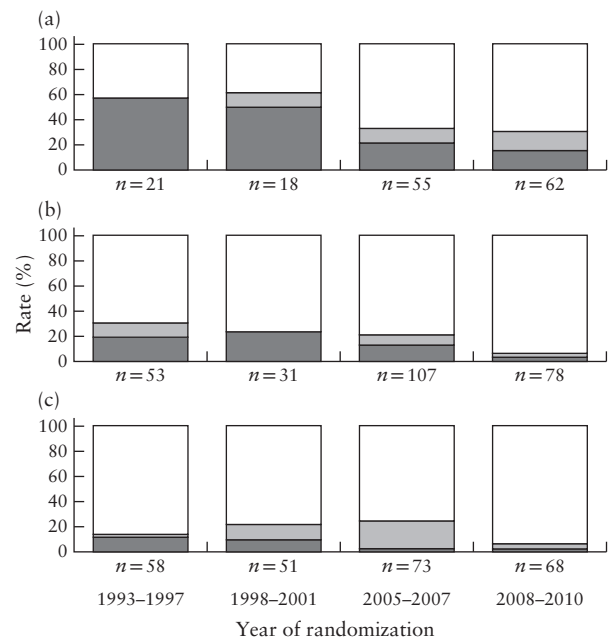 (a)
100
80
60
40
20
0
n=21 n=18 n=55 n=62
(b)
100
80
60
40
20
0
n=53 n=31 n=107 n=78
(c)
100
80
60
40
20
0
n=58 n=51 n=73 n=68
1993–1997 1998–2001 2005–2007 2008–2010
Year of randomization
Rate (%)